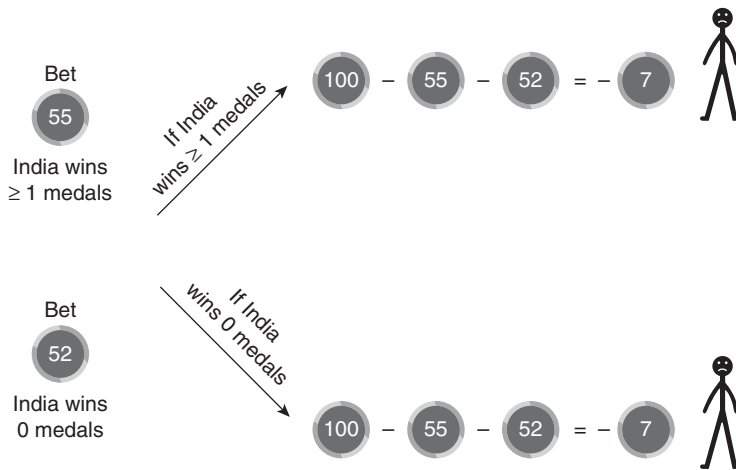 Bet
55
India wins
≥ 1 medals
If India
wins ≥ 1 medals
100 – 55 – 52 = – 7
Bet
52
India wins
0 medals
If India
wins 0 medals
100 – 55 – 52 = – 7